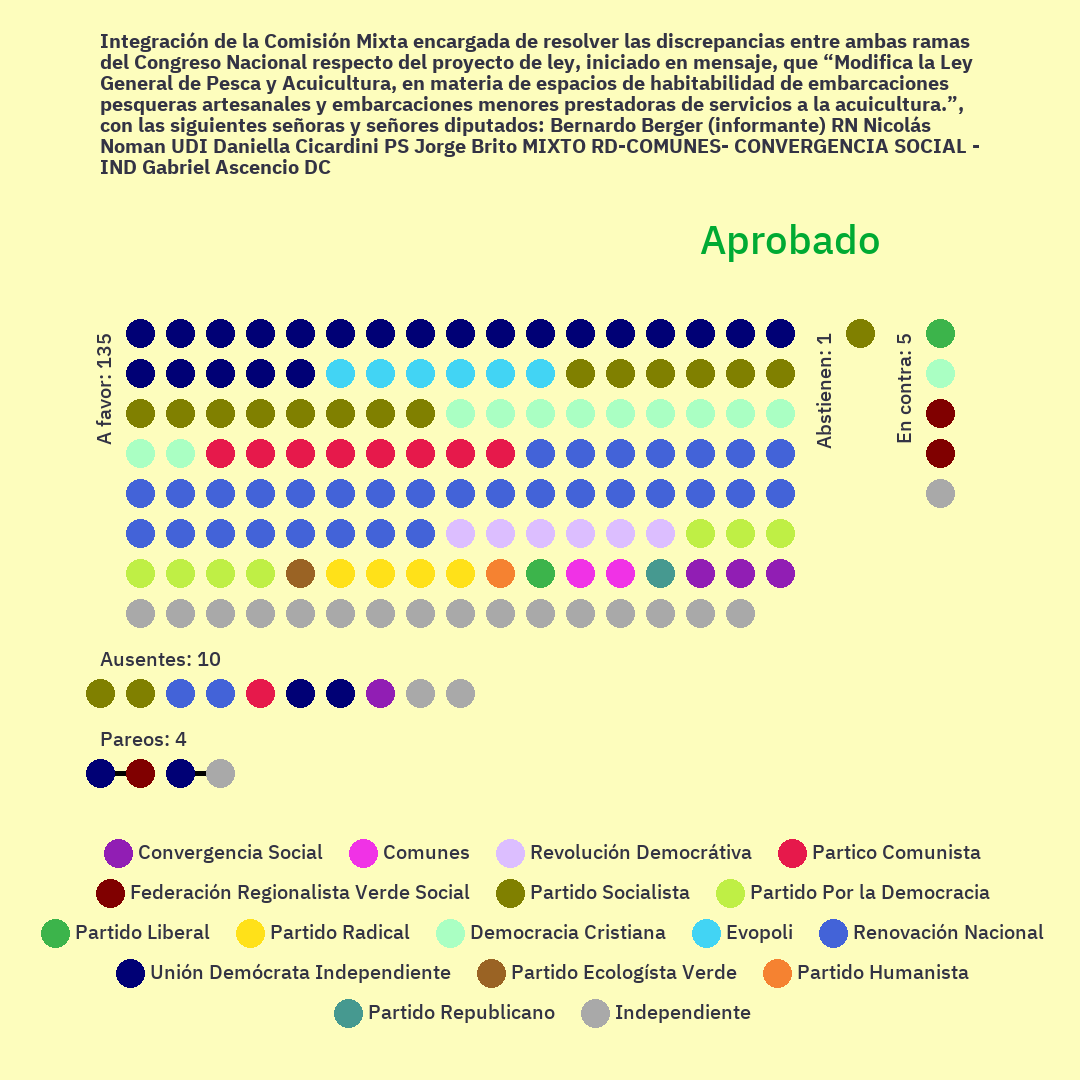 Integración de la Comisión Mixta encargada de resolver las discrepancias entre ambas ramas
del Congreso Nacional respecto del proyecto de ley, iniciado en mensaje, que “Modifica la Ley
General de Pesca y Acuicultura, en materia de espacios de habitabilidad de embarcaciones
pesqueras artesanales y embarcaciones menores prestadoras de servicios a la acuicultura.”,
con las siguientes señoras y señores diputados: Bernardo Berger (informante) RN Nicolás
Noman UDI Daniella Cicardini PS Jorge Brito MIXTO RD-COMUNES- CONVERGENCIA SOCIAL -
IND Gabriel Ascencio DC
Aprobado
A favor: 135
Abstienen: 1
En contra: 5
Ausentes: 10
Pareos: 4
Convergencia Social Comunes Revolución Democrátiva Partico Comunista
Federación Regionalista Verde Social Partido Socialista Partido Por la Democracia
Partido Liberal Partido Radical Democracia Cristiana Evopoli Renovación Nacional
Unión Demócrata Independiente Partido Ecologísta Verde Partido Humanista
Partido Republicano Independiente